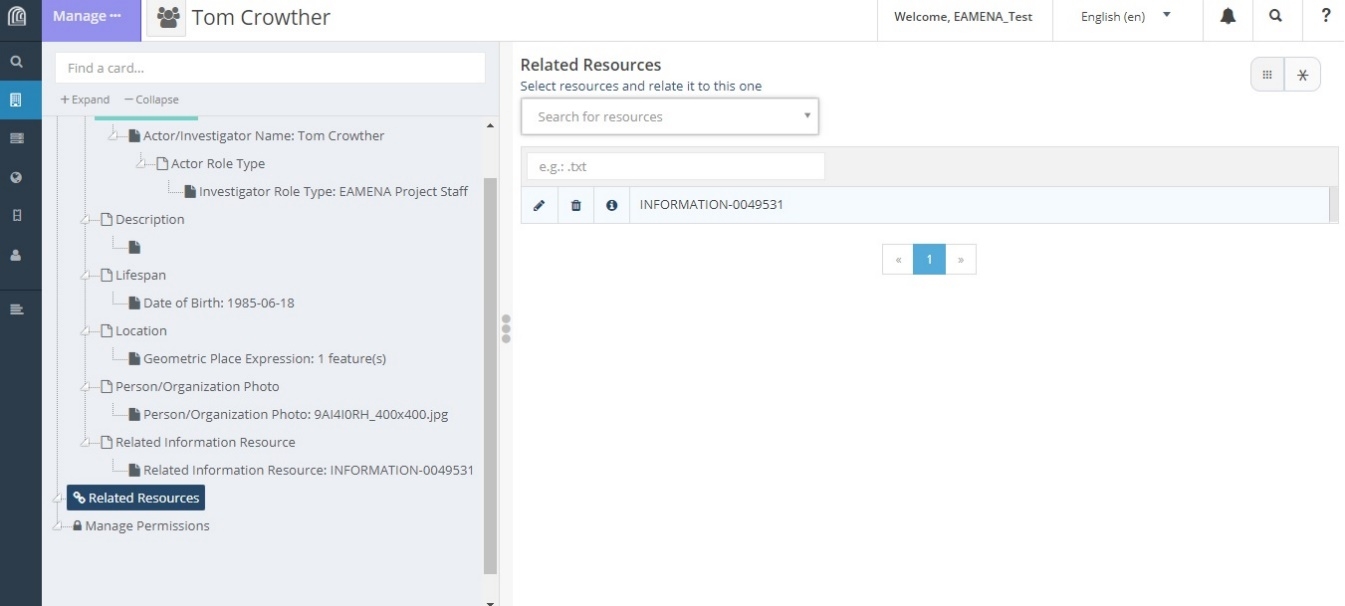 Manage ···
Tom Crowther
Welcome, EAMENA_Test
English (en)
?
Find a card...
+ Expand
— Collapse
Actor/Investigator Name: Tom Crowther
Actor Role Type
Investigator Role Type: EAMENA Project Staff
Description
Lifespan
Date of Birth: 1985-06-18
Location
Geometric Place Expression: 1 feature(s)
Person/Organization Photo
Person/Organization Photo: 9AI4I0RH_400x400.jpg
Related Information Resource
Related Information Resource: INFORMATION-0049531
Related Resources
Manage Permissions
Related Resources
Select resources and relate it to this one
Search for resources
e.g.: .txt
INFORMATION-0049531
« 1 »